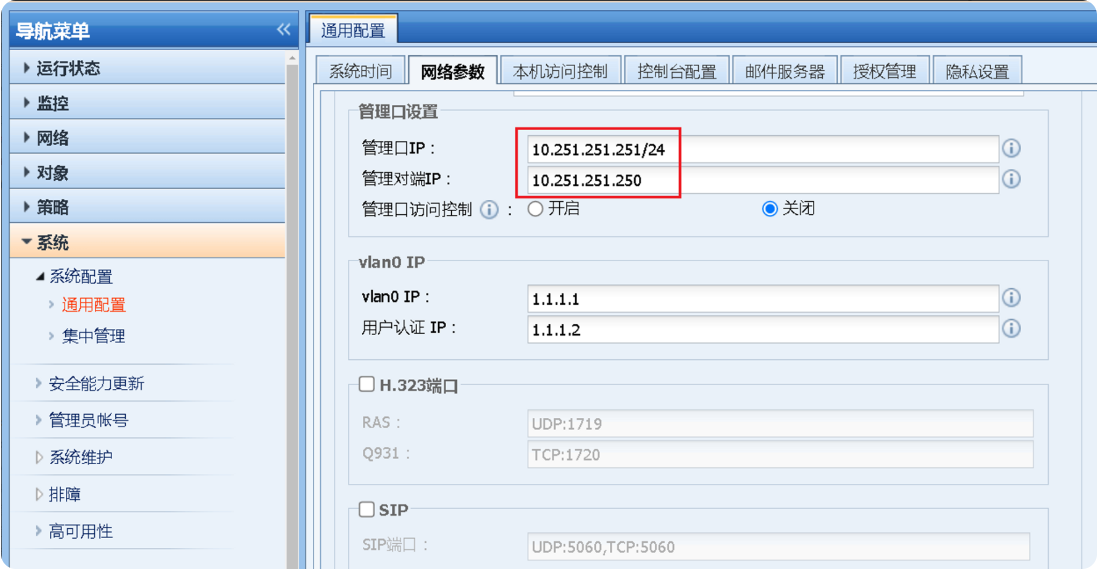 导航菜单
运行状态
监控
网络
对象
策略
系统
系统配置
通用配置
集中管理
安全能力更新
管理员帐号
系统维护
排障
高可用性
通用配置
系统时间 网络参数 本机访问控制 控制台配置 邮件服务器 授权管理 隐私设置
管理口设置
管理口IP： 10.251.251.251/24
管理对端IP： 10.251.251.250
管理口访问控制 ： 开启 关闭
vlan0 IP
vlan0 IP： 1.1.1.1
用户认证 IP： 1.1.1.2
H.323端口
RAS： UDP:1719
Q931： TCP:1720
SIP
SIP端口： UDP:5060,TCP:5060